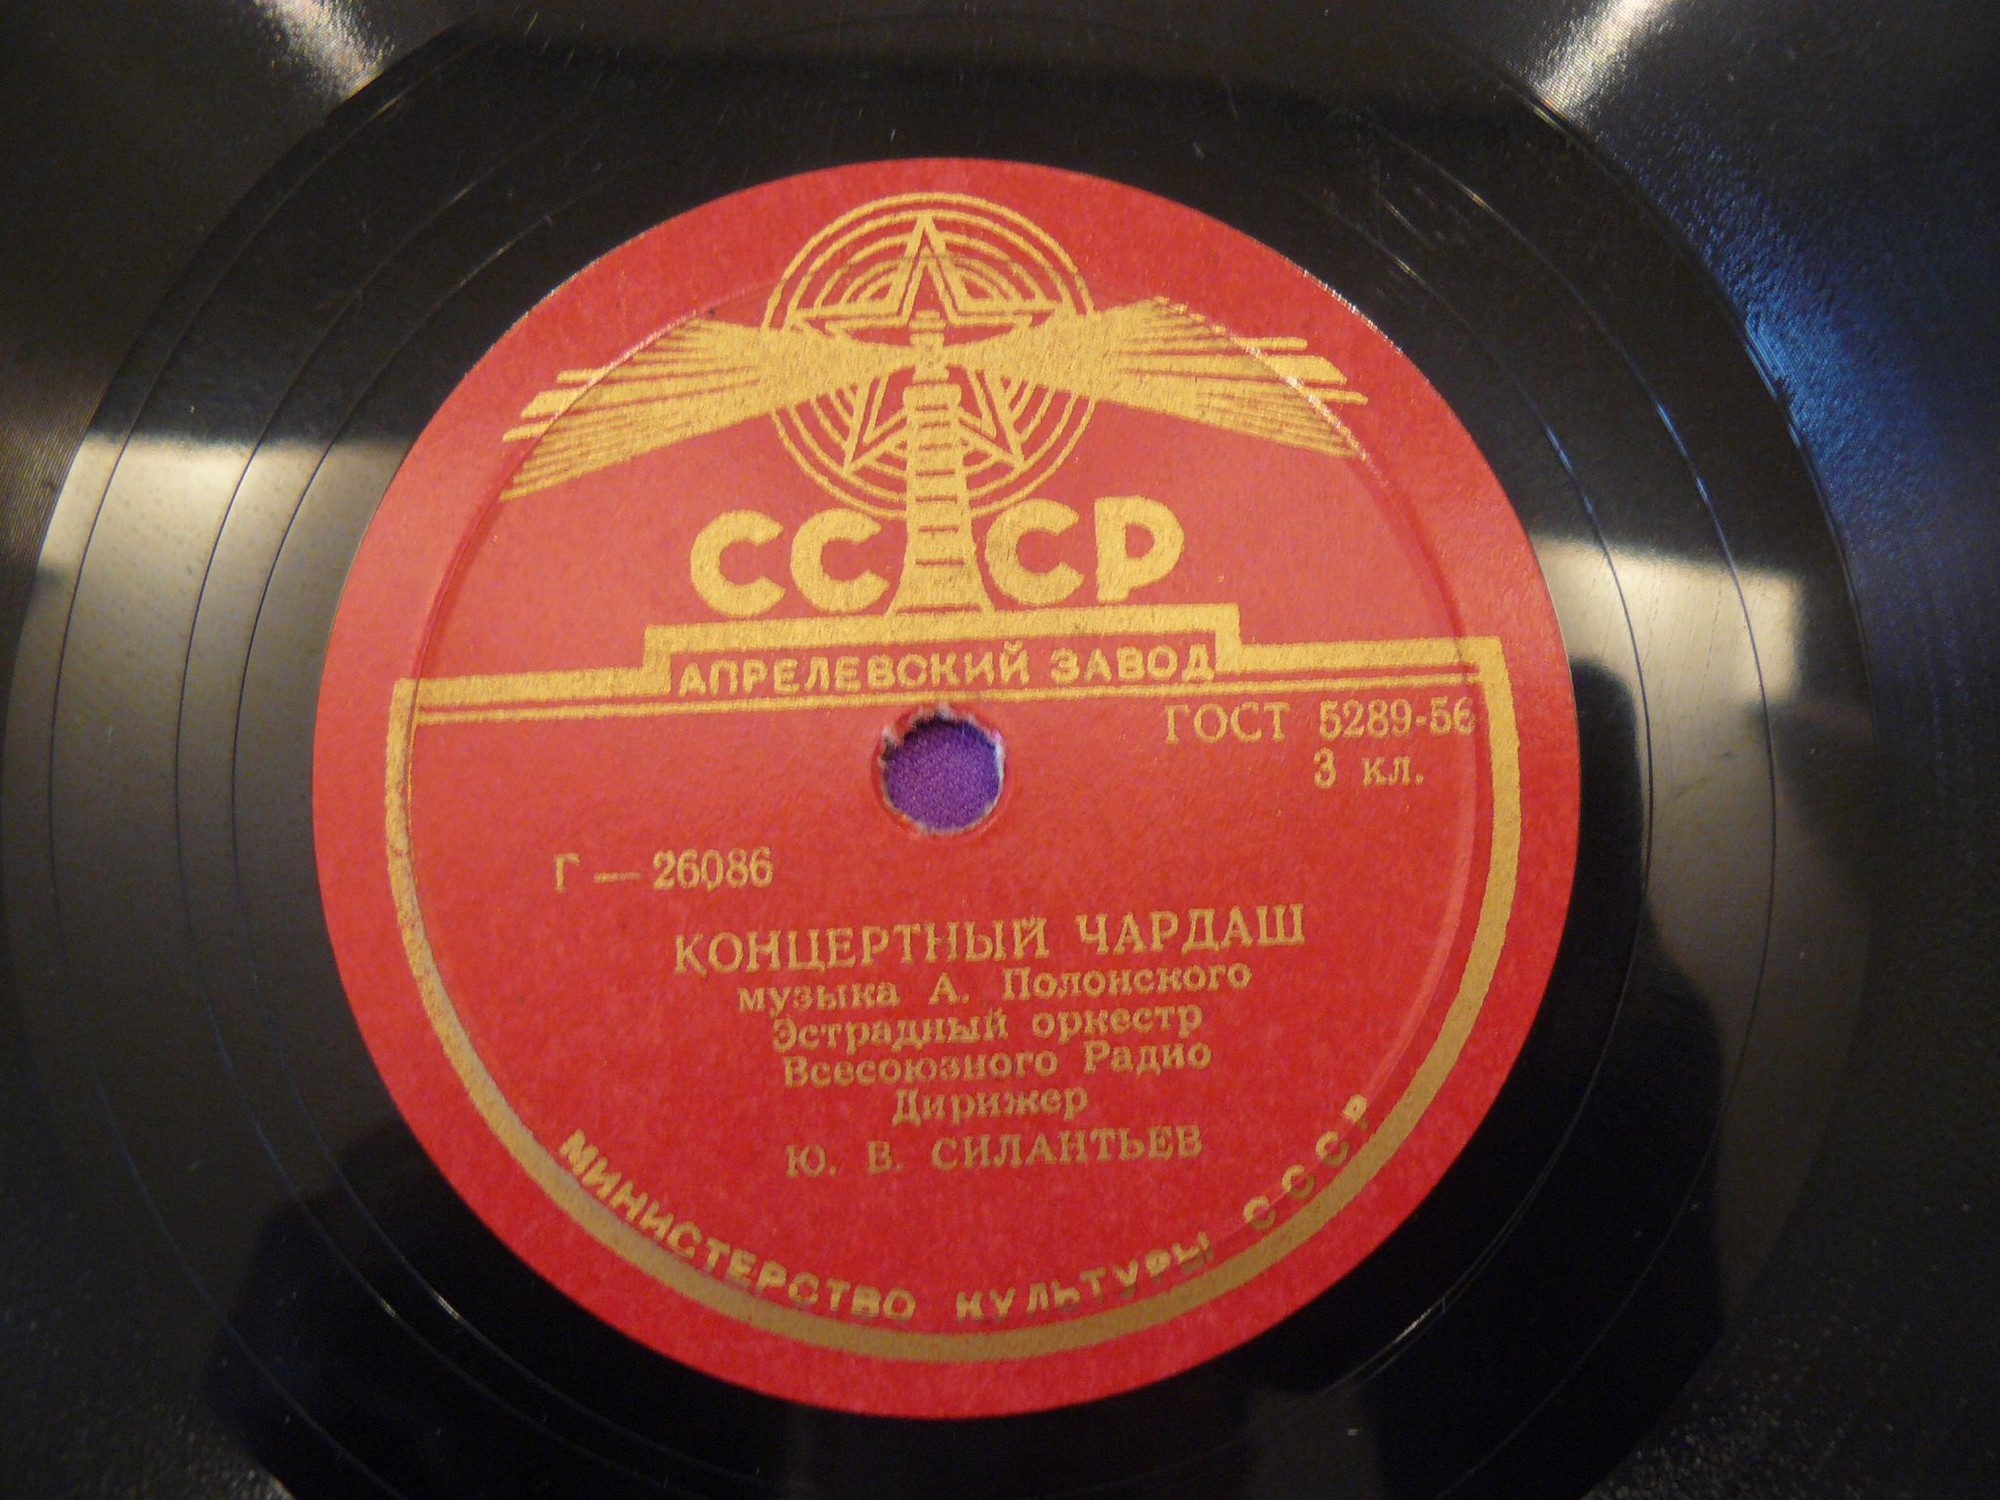 СССР
АПРЕЛЕВСКИЙ ЗАВОД
ГОСТ 5289-56
3 кл.
Г — 26086
КОНЦЕРТНЫЙ ЧАРДАШ
музыка А. Полонского
Эстрадный оркестр
Всесоюзного Радио
Дирижер
Ю. В. СИЛАНТЬЕВ
МИНИСТЕРСТВО КУЛЬТУРЫ СССР